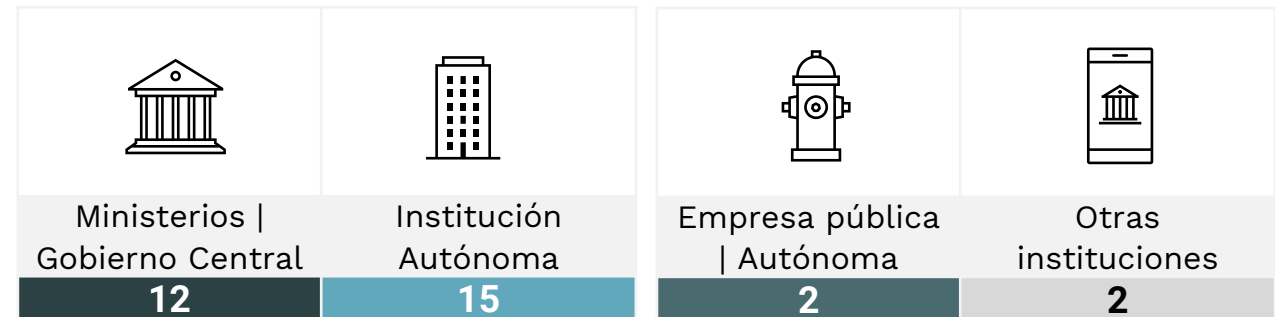 Ministerios |
Gobierno Central
12
Institución
Autónoma
15
Empresa pública
| Autónoma
2
Otras
instituciones
2